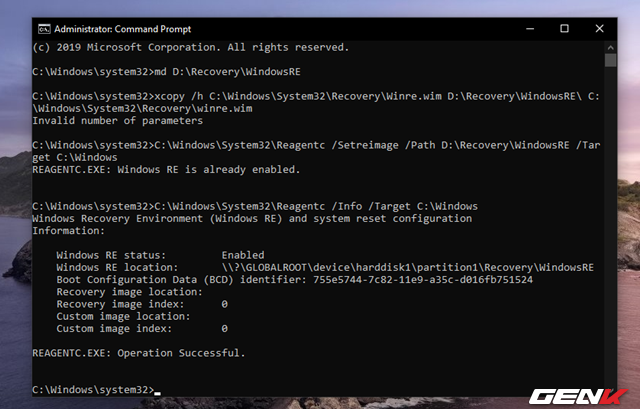 Administrator: Command Prompt
(c) 2019 Microsoft Corporation. All rights reserved.
C:\Windows\system32>md D:\Recovery\WindowsRE
C:\Windows\system32>xcopy /h C:\Windows\System32\Recovery\Winre.wim D:\Recovery\WindowsRE\ C:
\Windows\System32\Recovery\winre.wim
Invalid number of parameters
C:\Windows\system32>C:\Windows\System32\Reagentc /Setreimage /Path D:\Recovery\WindowsRE /Tar
get C:\Windows
REAGENTC.EXE: Windows RE is already enabled.
C:\Windows\system32>C:\Windows\System32\Reagentc /Info /Target C:\Windows
Windows Recovery Environment (Windows RE) and system reset configuration
Information:
Windows RE status: Enabled
Windows RE location: \\?\GLOBALROOT\device\harddisk1\partition1\Recovery\WindowsRE
Boot Configuration Data (BCD) identifier: 755e5744-7c82-11e9-a35c-d016fb751524
Recovery image location:
Recovery image index: 0
Custom image location:
Custom image index: 0
REAGENTC.EXE: Operation Successful.
C:\Windows\system32>
GENK